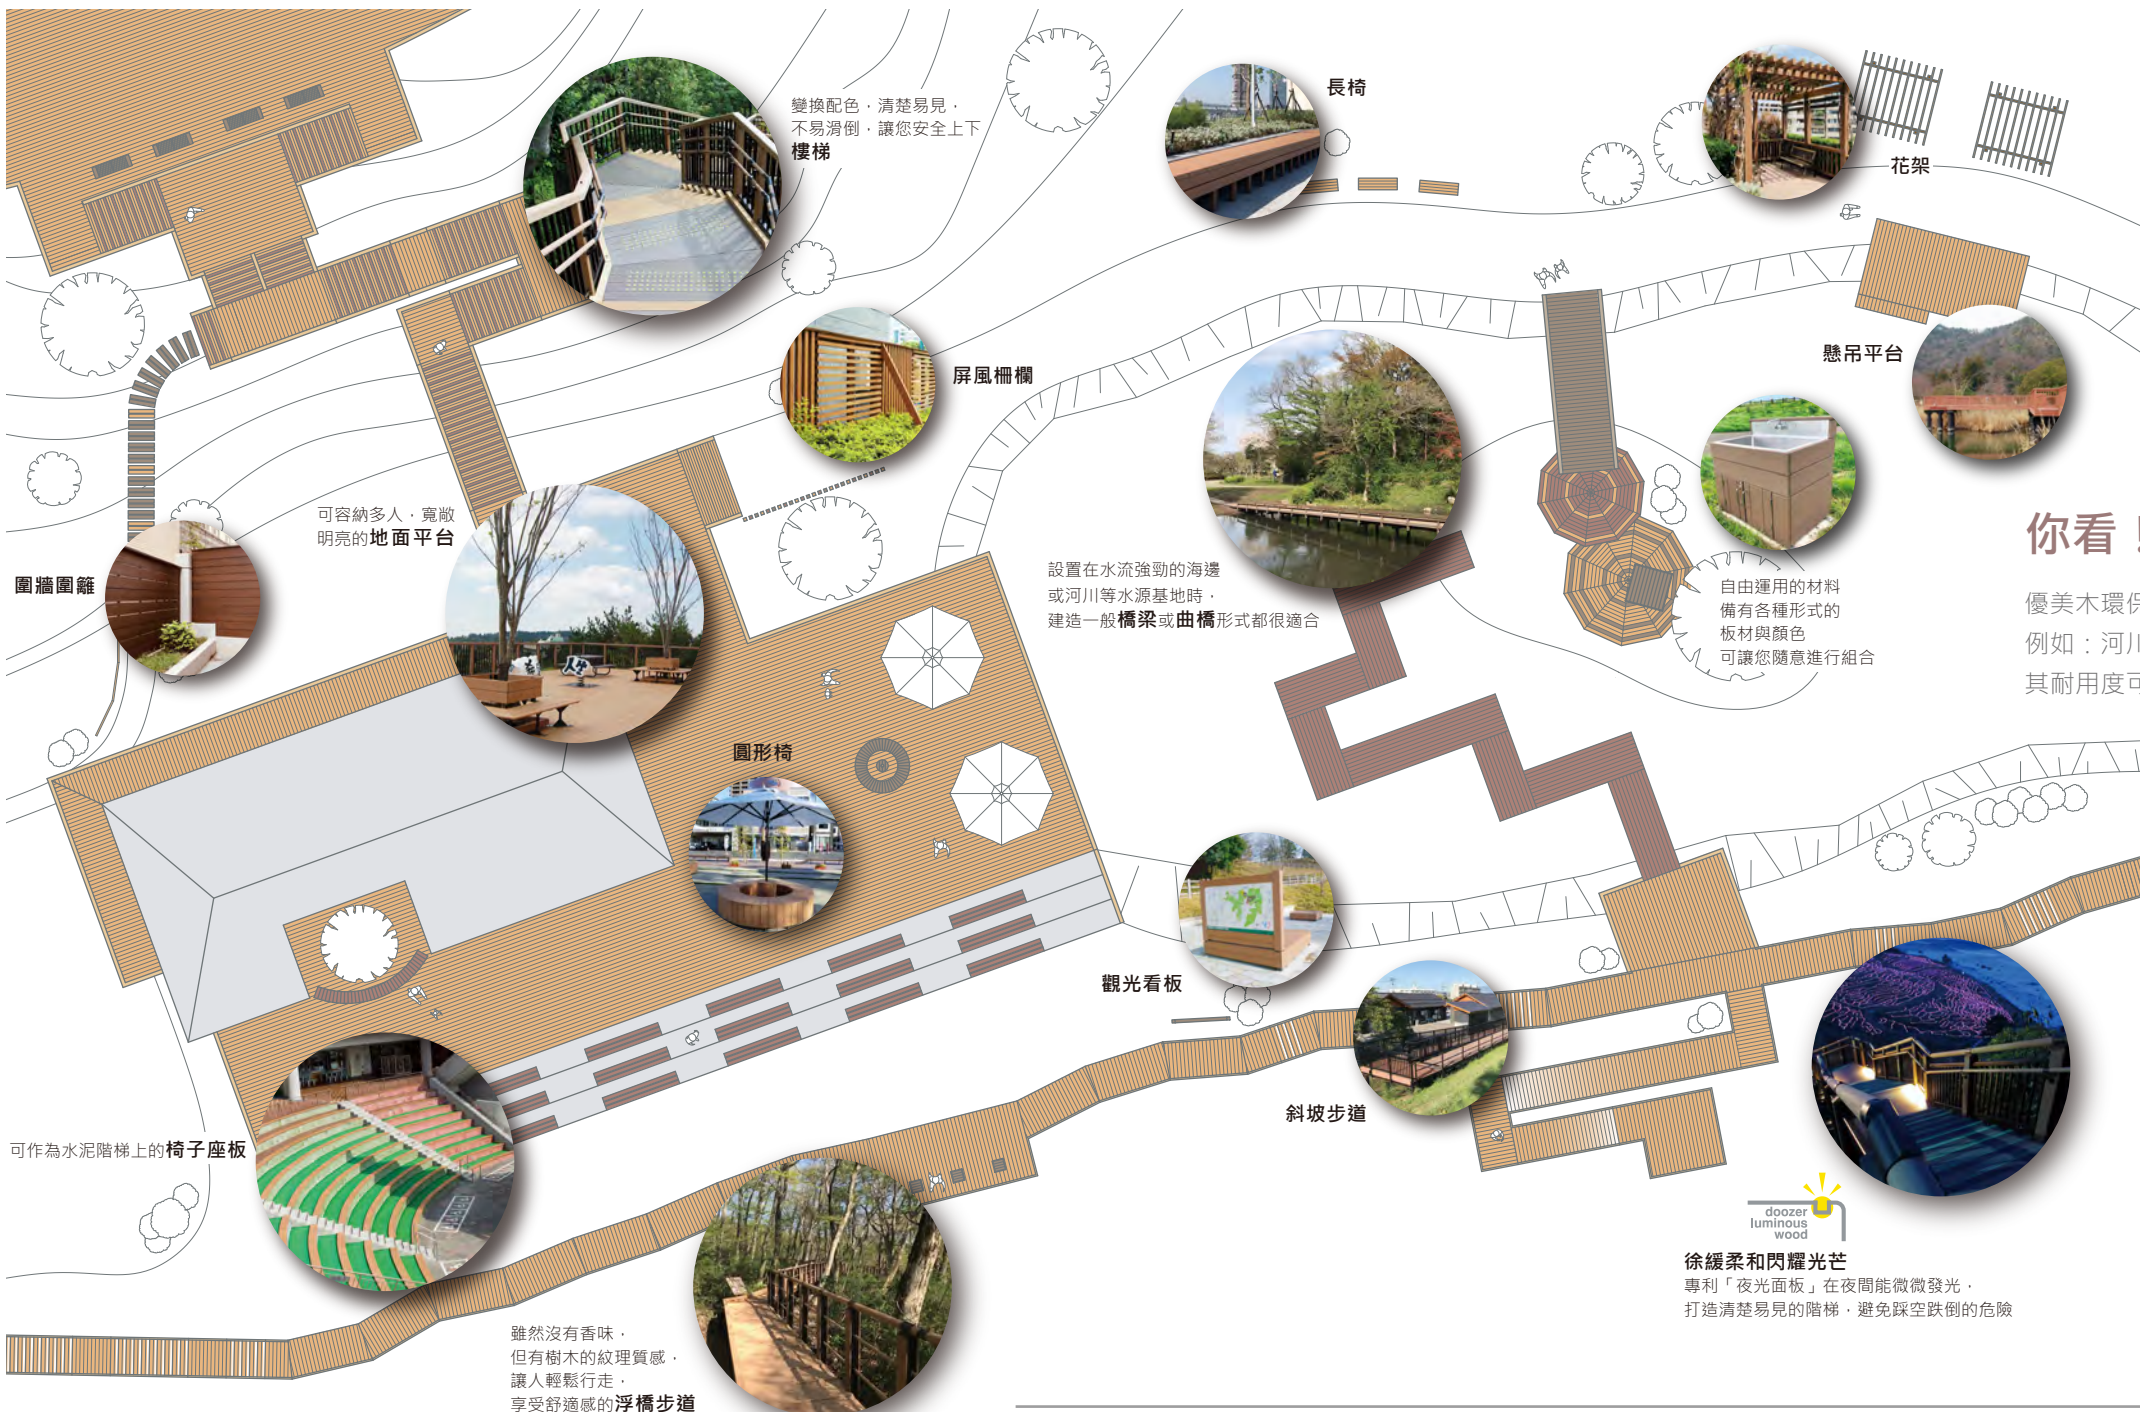 變換配色，清楚易見，
不易滑倒，讓您安全上下
樓梯
長椅
花架
屏風柵欄
懸吊平台
可容納多人，寬敞
明亮的地面平台
圍牆圍籬
設置在水流強勁的海邊
或河川等水源基地時，
建造一般橋梁或曲橋形式都很適合
自由運用的材料
備有各種形式的
板材與顏色
可讓您隨意進行組合
你看！
優美木環保
例如：河川
其耐用度可
圓形椅
觀光看板
斜坡步道
可作為水泥階梯上的椅子座板
doozer
luminous
wood
徐緩柔和閃耀光芒
專利「夜光面板」在夜間能微微發光，
打造清楚易見的階梯，避免踩空跌倒的危險
雖然沒有香味，
但有樹木的紋理質感，
讓人輕鬆行走，
享受舒適感的浮橋步道